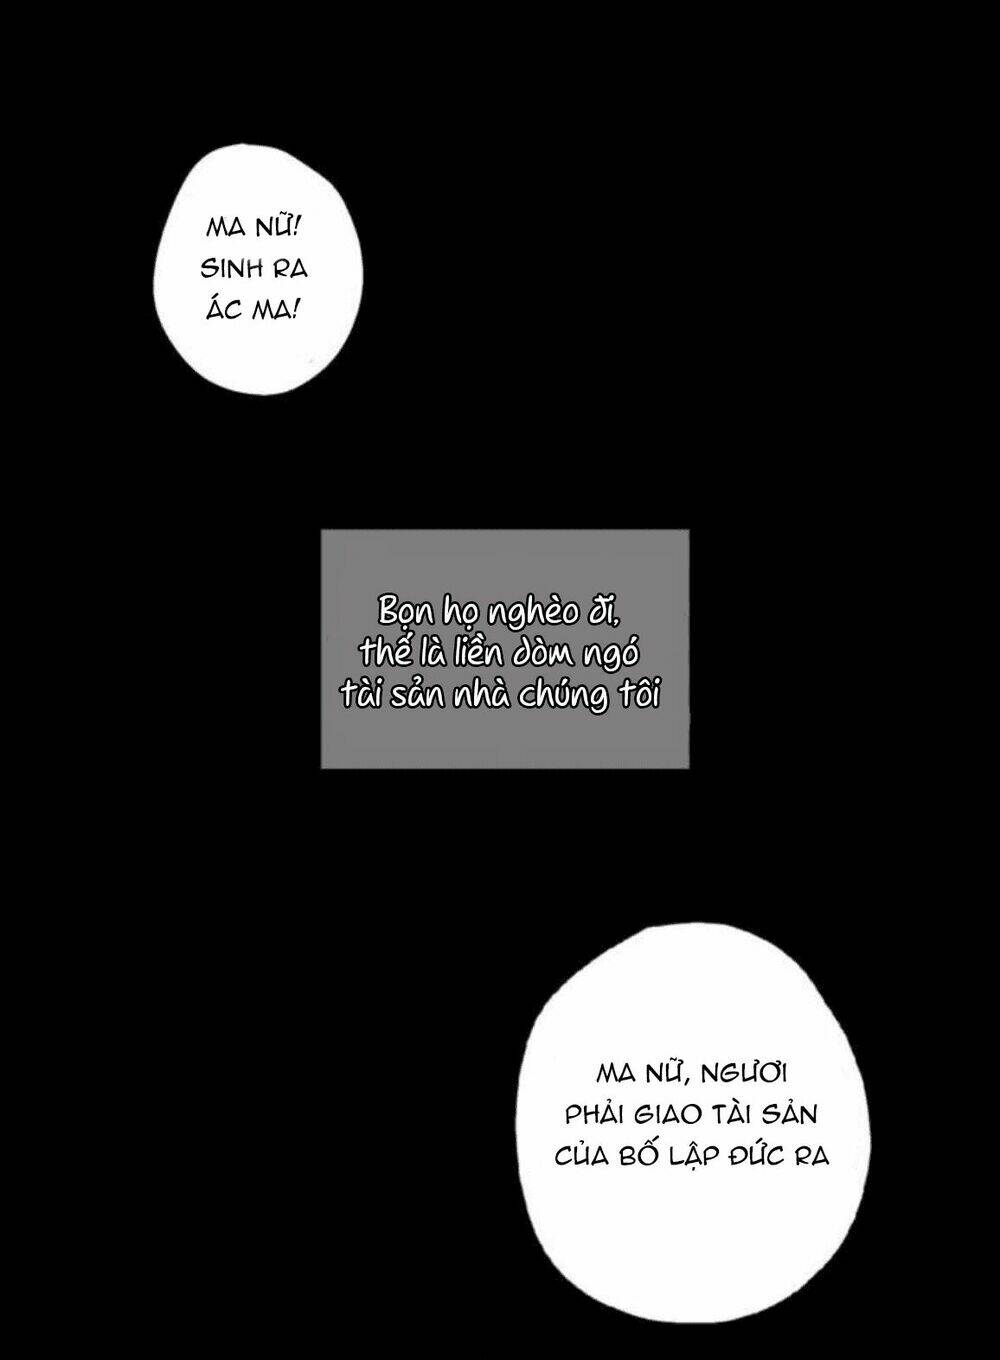 MA NỮ!
SINH RA
ÁC MA!
Bọn họ nghèo đi,
thế là liền dòm ngó
tài sản nhà chúng tôi
MA NỮ, NGƯƠI
PHẢI GIAO TÀI SẢN
CỦA BỐ LẬP ĐỨC RA